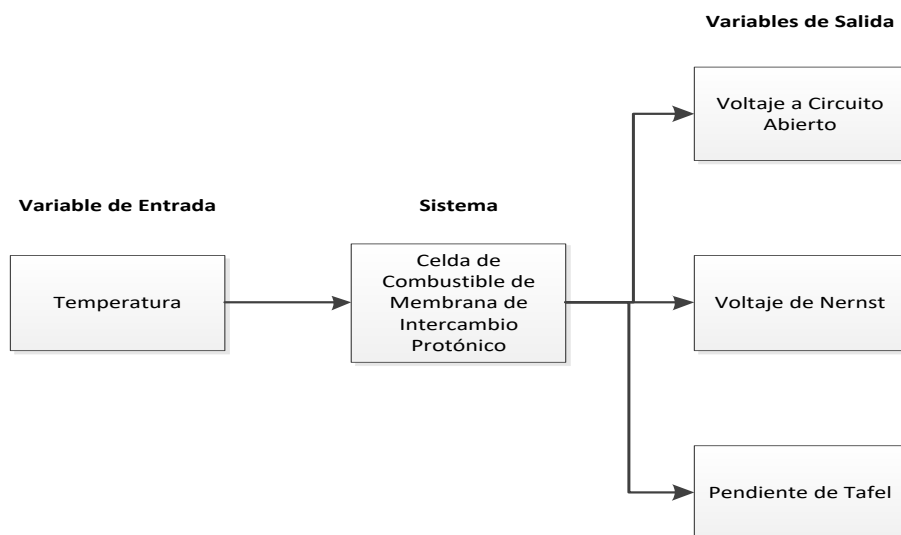 Variables de Salida
Voltaje a Circuito
Abierto
Variable de Entrada
Sistema
Temperatura
Celda de
Combustible de
Membrana de
Intercambio
Protónico
Voltaje de Nernst
Pendiente de Tafel